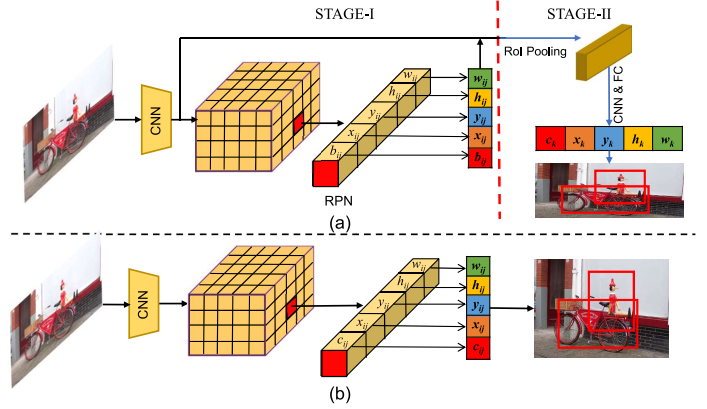 STAGE-I
STAGE-II
CNN
w_ij
h_ij
y_ij
x_ij
b_ij
RPN
w_ij
h_ij
y_ij
x_ij
b_ij
RoI Pooling
CNN & FC
c_k x_k y_k h_k w_k
(a)
CNN
w_ij
h_ij
y_ij
x_ij
c_ij
w_ij
h_ij
y_ij
x_ij
c_ij
(b)